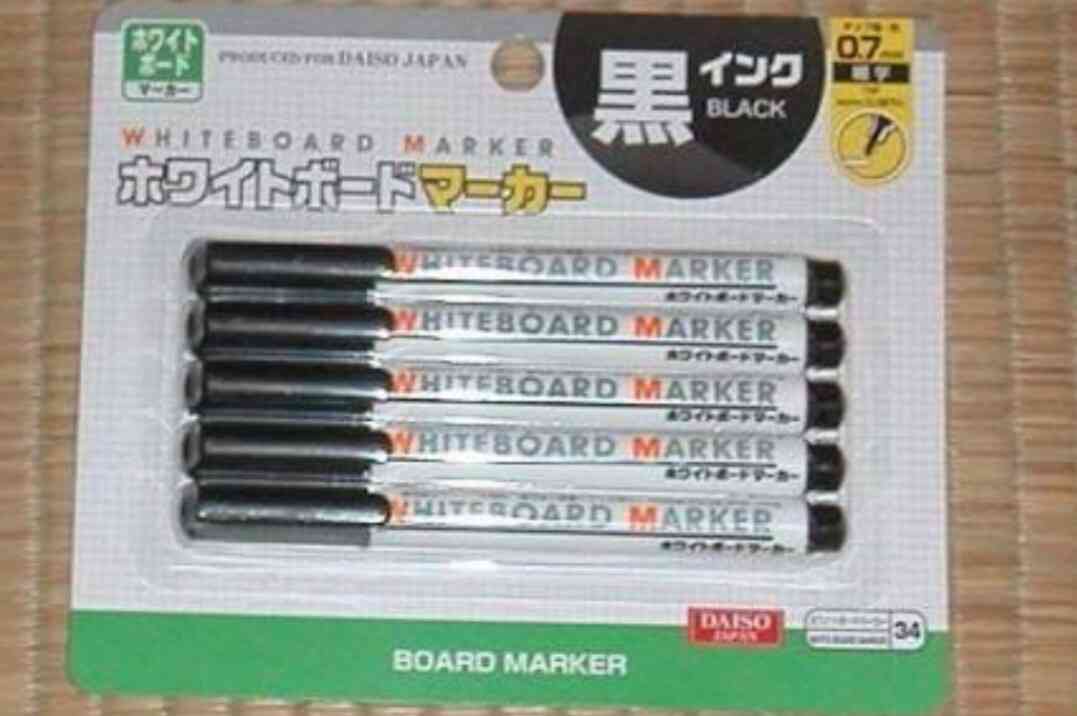 ホワイト
ボード
マーカー
PRODUCED FOR DAISO JAPAN
黒インク
BLACK
0.7
WHITEBOARD MARKER
ホワイトボードマーカー
WHITEBOARD MARKER
ホワイトボードマーカー
WHITEBOARD MARKER
ホワイトボードマーカー
WHITEBOARD MARKER
ホワイトボードマーカー
WHITEBOARD MARKER
ホワイトボードマーカー
WHITEBOARD MARKER
ホワイトボードマーカー
DAISO
JAPAN
34
BOARD MARKER